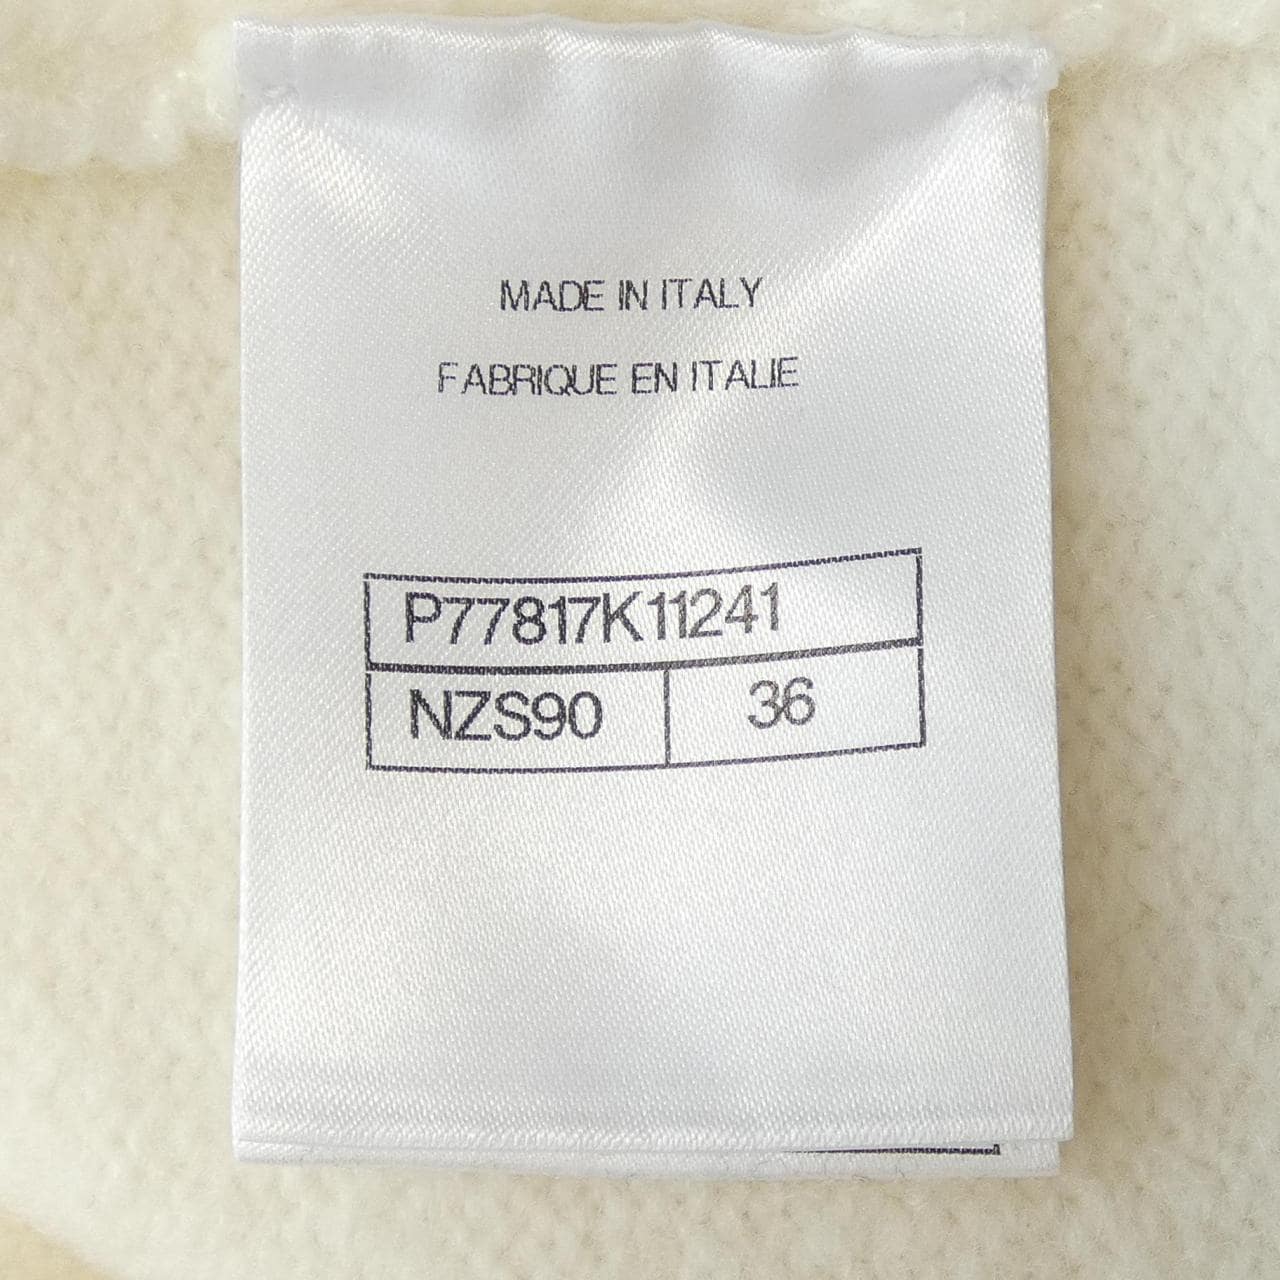 MADE IN ITALY
FABRIQUE EN ITALIE
P77817K11241
NZS90 36